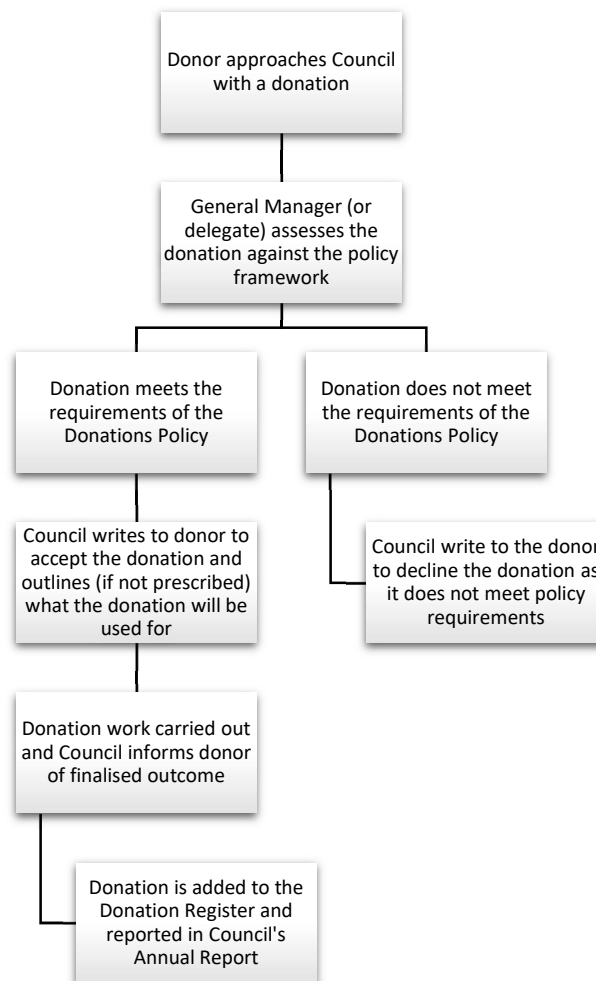 Donor approaches Council
with a donation
General Manager (or
delegate) assesses the
donation against the policy
framework
Donation meets the
requirements of the
Donations Policy
Donation does not meet
the requirements of the
Donations Policy
Council writes to donor to
accept the donation and
outlines (if not prescribed)
what the donation will be
used for
Council write to the donor
to decline the donation as
it does not meet policy
requirements
Donation work carried out
and Council informs donor
of finalised outcome
Donation is added to the
Donation Register and
reported in Council's
Annual Report